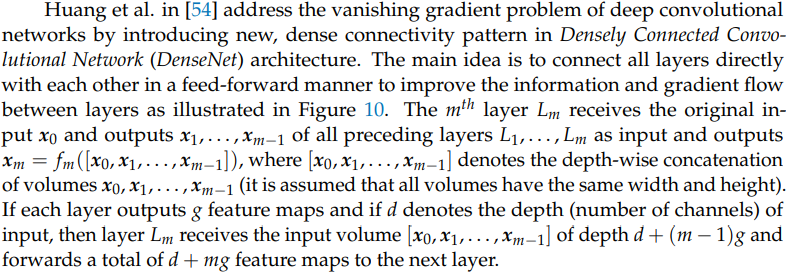 Huang et al. in [54] address the vanishing gradient problem of deep convolutional
networks by introducing new, dense connectivity pattern in Densely Connected Convo-
lutional Network (DenseNet) architecture. The main idea is to connect all layers directly
with each other in a feed-forward manner to improve the information and gradient flow
between layers as illustrated in Figure 10. The m^{th} layer L_m receives the original in-
put x_0 and outputs x_1, . . . , x_{m−1} of all preceding layers L_1, . . . , L_m as input and outputs
x_m = f_m([x_0, x_1, . . . , x_{m−1}]), where [x_0, x_1, . . . , x_{m−1}] denotes the depth-wise concatenation
of volumes x_0, x_1, . . . , x_{m−1} (it is assumed that all volumes have the same width and height).
If each layer outputs g feature maps and if d denotes the depth (number of channels) of
input, then layer L_m receives the input volume [x_0, x_1, . . . , x_{m−1}] of depth d + (m − 1)g and
forwards a total of d + mg feature maps to the next layer.